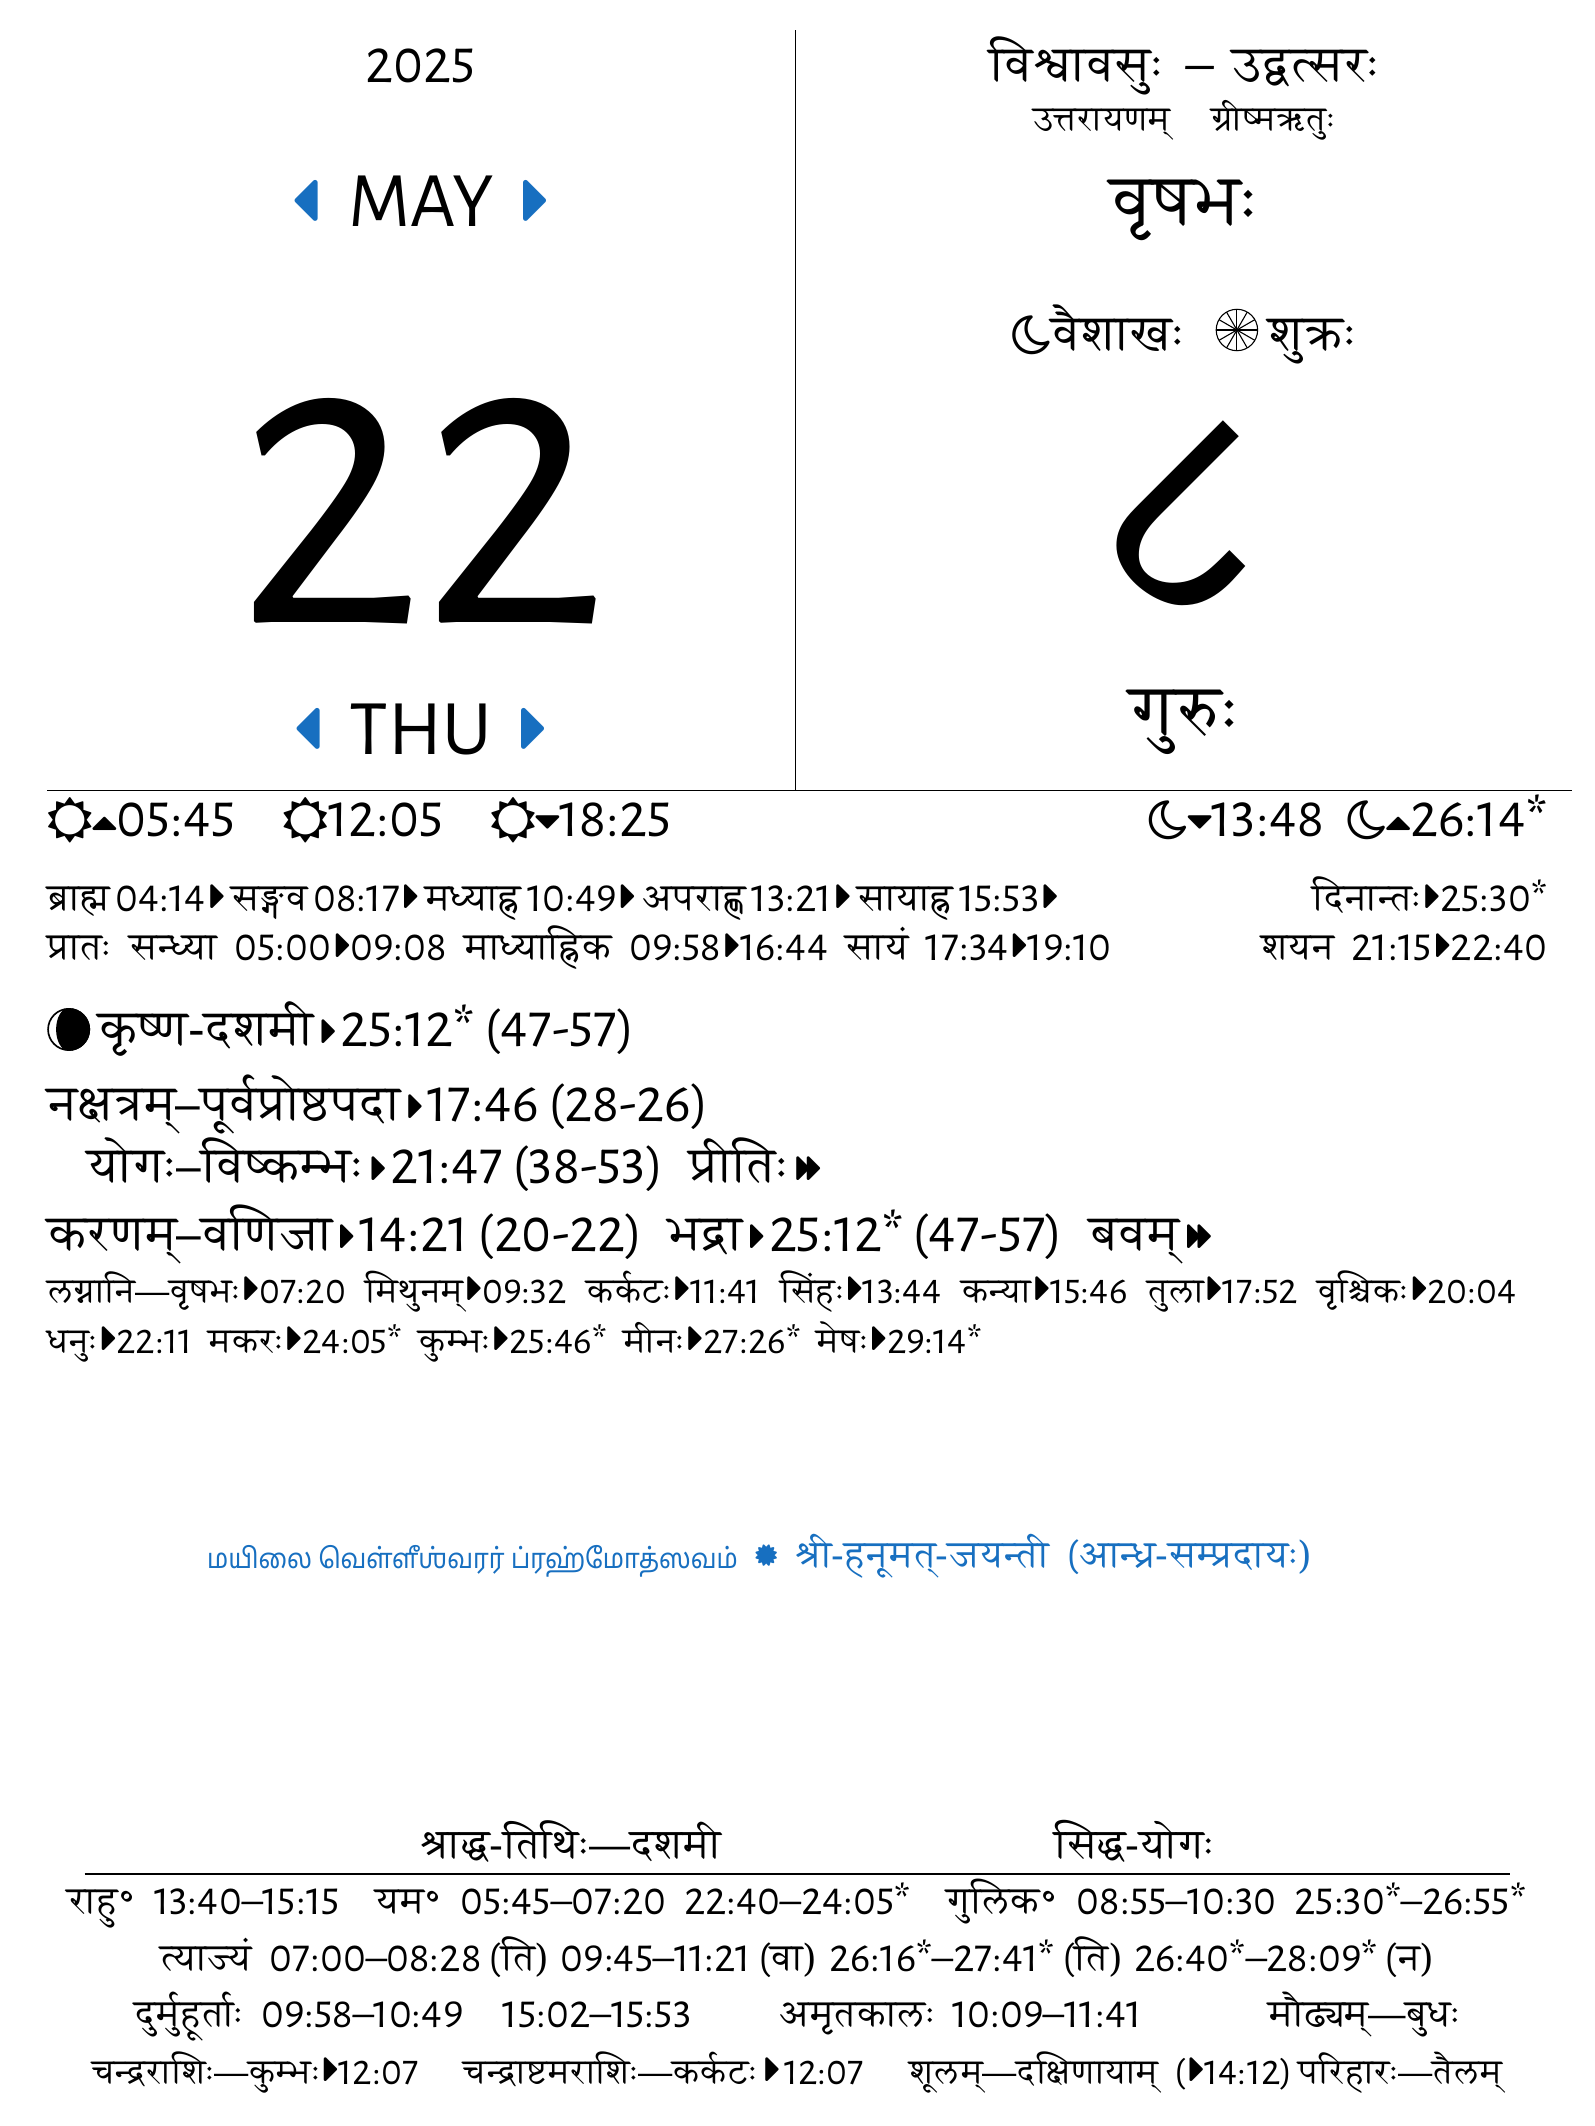 2025
MAY
22
THU
विश्वावसुः – उद्वत्सरः
उत्तरायणम् ग्रीष्मऋतुः
वृषभः
वैशाखः शुक्रः
८
गुरुः
05:45 12:05 18:25 13:48 26:14*
ब्राह्म 04:14 सङ्गव 08:17 मध्याह्न 10:49 अपराह्ण 13:21 सायाह्न 15:53 दिनान्तः 25:30*
प्रातः सन्ध्या 05:00 09:08 माध्याह्निक 09:58 16:44 सायं 17:34 19:10 शयन 21:15 22:40
कृष्ण-दशमी 25:12* (47-57)
नक्षत्रम्–पूर्वप्रोष्ठपदा 17:46 (28-26)
योगः–विष्कम्भः 21:47 (38-53) प्रीतिः
करणम्–वणिजा 14:21 (20-22) भद्रा 25:12* (47-57) बवम्
लग्नानि—वृषभः 07:20 मिथुनम् 09:32 कर्कटः 11:41 सिंहः 13:44 कन्या 15:46 तुला 17:52 वृश्चिकः 20:04
धनुः 22:11 मकरः 24:05* कुम्भः 25:46* मीनः 27:26* मेषः 29:14*
மயிலை வெள்ளீஶ்வரர் ப்ரஹ்மோத்ஸவம் श्री-हनूमत्-जयन्ती (आन्ध्र-सम्प्रदायः)
श्राद्ध-तिथिः—दशमी सिद्ध-योगः
राहु॰ 13:40–15:15 यम॰ 05:45–07:20 22:40–24:05* गुलिक॰ 08:55–10:30 25:30*–26:55*
त्याज्यं 07:00–08:28 (ति) 09:45–11:21 (वा) 26:16*–27:41* (ति) 26:40*–28:09* (न)
दुर्मुहूर्ताः 09:58–10:49 15:02–15:53 अमृतकालः 10:09–11:41 मौढ्यम्—बुधः
चन्द्रराशिः—कुम्भः 12:07 चन्द्राष्टमराशिः—कर्कटः 12:07 शूलम्—दक्षिणायाम् ( 14:12) परिहारः—तैलम्